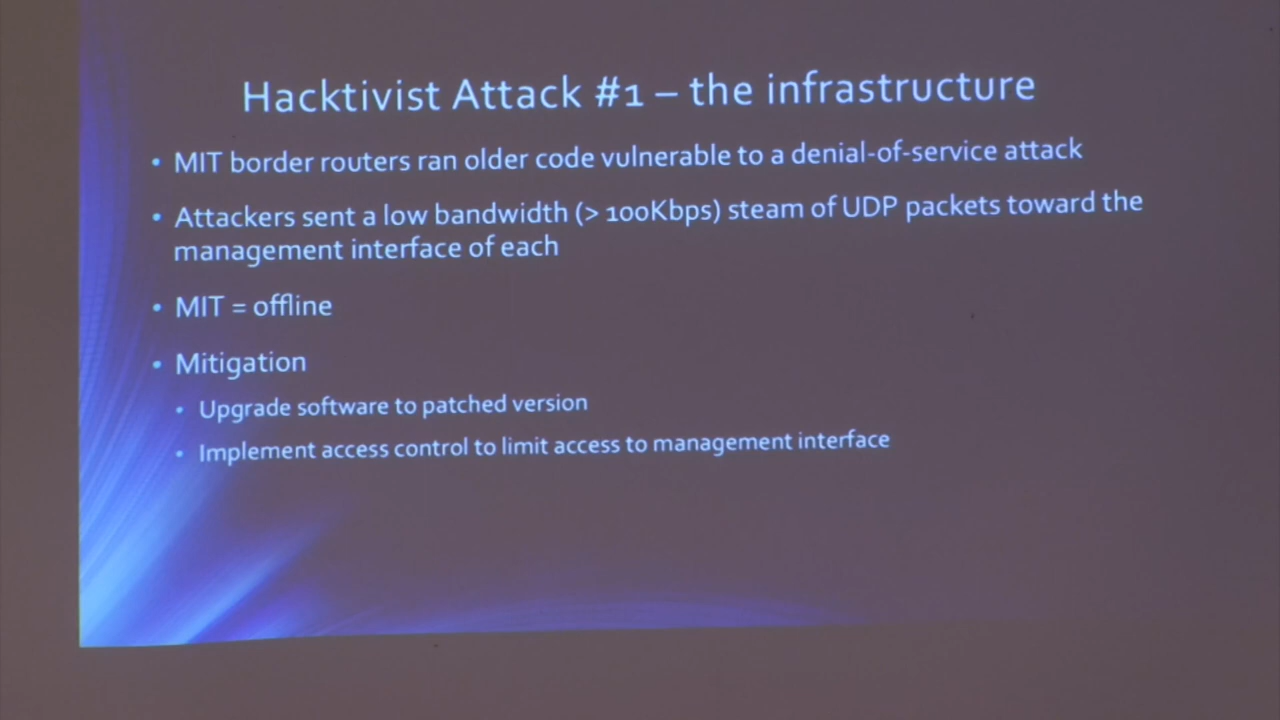 Hacktivist Attack #1 – the infrastructure
• MIT border routers ran older code vulnerable to a denial-of-service attack
• Attackers sent a low bandwidth (> 100Kbps) steam of UDP packets toward the
management interface of each
• MIT = offline
• Mitigation
• Upgrade software to patched version
• Implement access control to limit access to management interface